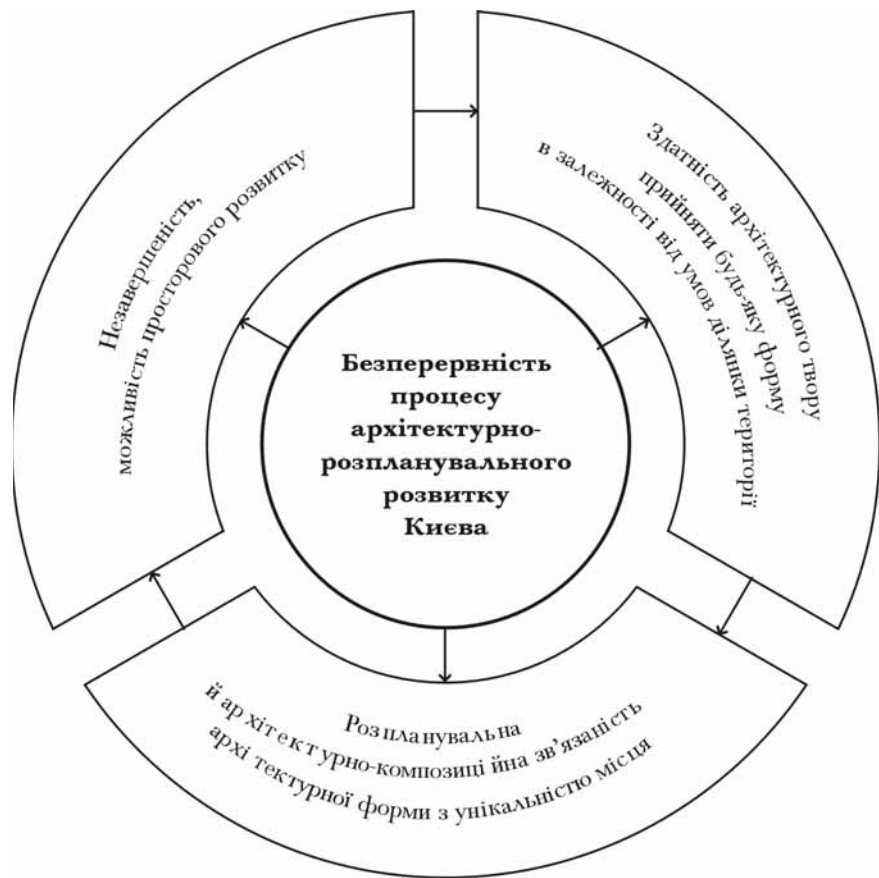 Незавершеність,
можливість просторового розвитку
Здатність архітектурного твору
прийняти будь-яку форму
в залежності від умов ділянки території
Безперервність
процесу
архітектурно-
розпланувального
розвитку
Києва
Розпланувальна
й архітектурно-композиційна зв’язаність
архітектурної форми з унікальністю місця